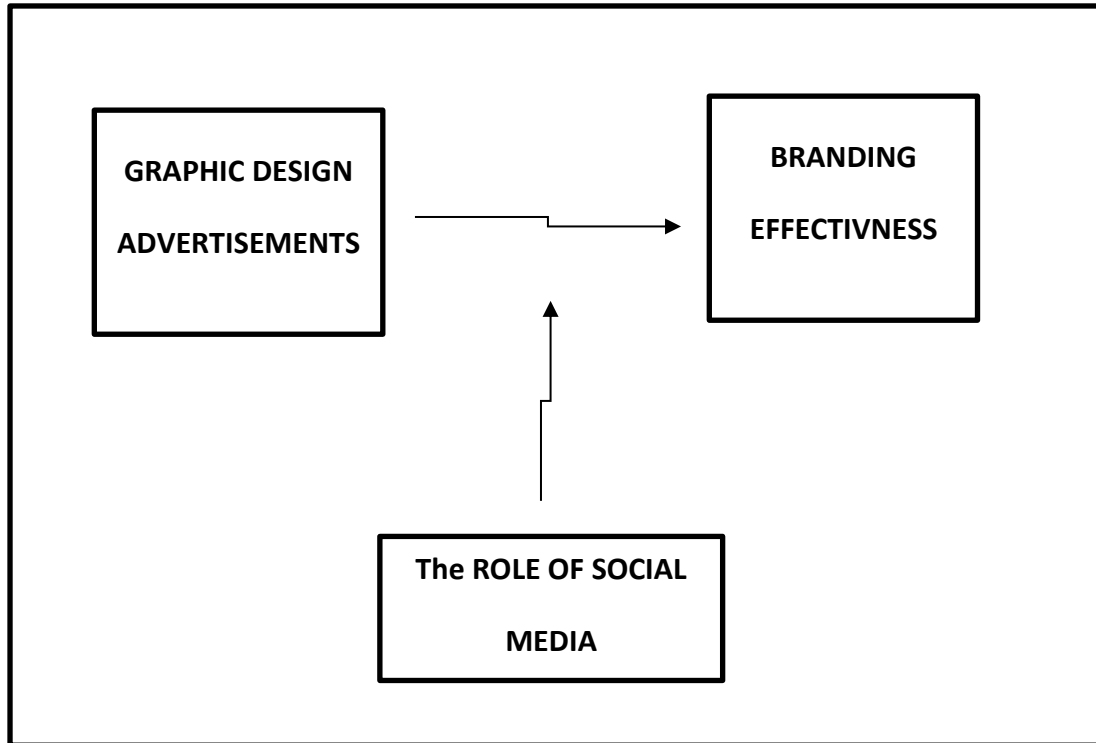 GRAPHIC DESIGN
ADVERTISEMENTS
BRANDING
EFFECTIVNESS
The ROLE OF SOCIAL
MEDIA